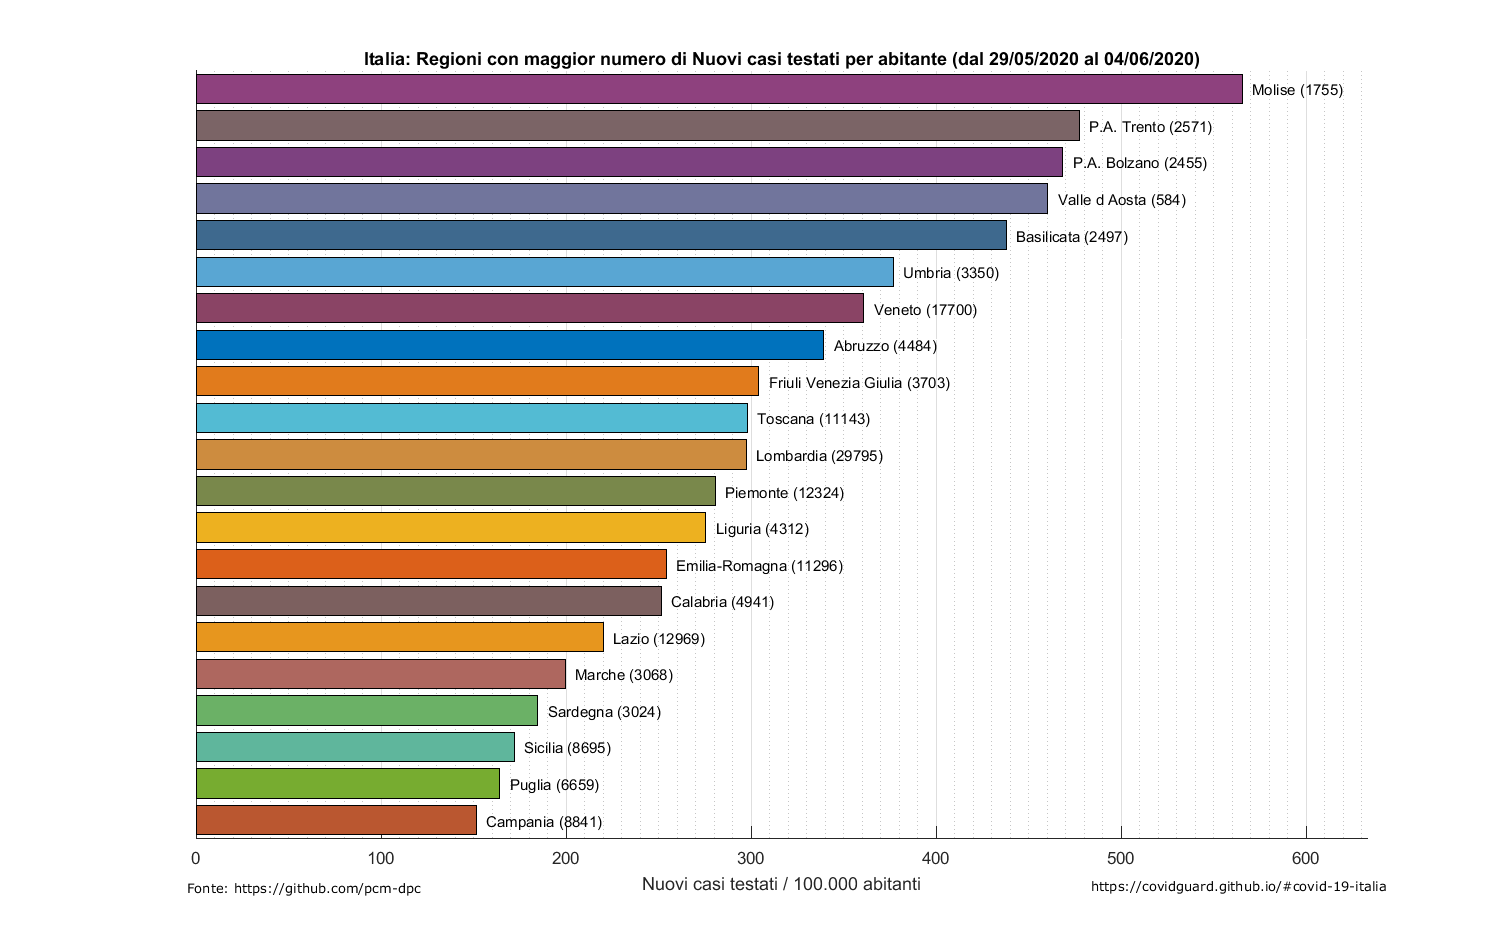 Italia: Regioni con maggior numero di Nuovi casi testati per abitante (dal 29/05/2020 al 04/06/2020)
Molise (1755)
P.A. Trento (2571)
P.A. Bolzano (2455)
Valle d Aosta (584)
Basilicata (2497)
Umbria (3350)
Veneto (17700)
Abruzzo (4484)
Friuli Venezia Giulia (3703)
Toscana (11143)
Lombardia (29795)
Piemonte (12324)
Liguria (4312)
Emilia-Romagna (11296)
Calabria (4941)
Lazio (12969)
Marche (3068)
Sardegna (3024)
Sicilia (8695)
Puglia (6659)
Campania (8841)
0 100 200 300 400 500 600
Nuovi casi testati / 100.000 abitanti
Fonte: https://github.com/pcm-dpc
https://covidguard.github.io/#covid-19-italia